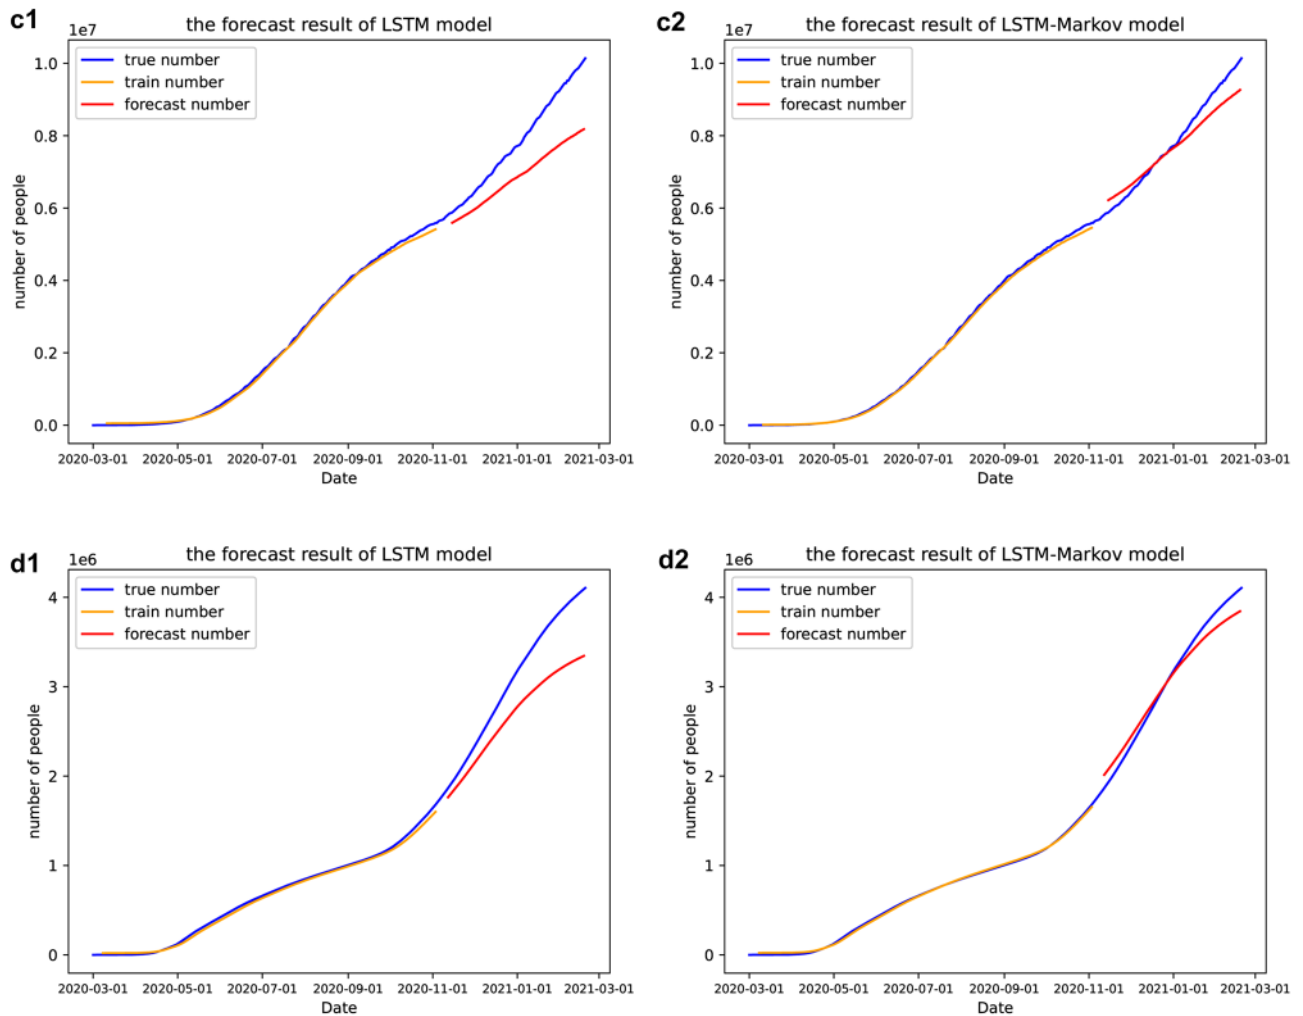 c1
the forecast result of LSTM model
1e7
true number
train number
forecast number
1.0
0.8
0.6
0.4
0.2
0.0
number of people
2020-03-01 2020-05-01 2020-07-01 2020-09-01 2020-11-01 2021-01-01 2021-03-01
Date
c2
the forecast result of LSTM-Markov model
1e7
true number
train number
forecast number
1.0
0.8
0.6
0.4
0.2
0.0
number of people
2020-03-01 2020-05-01 2020-07-01 2020-09-01 2020-11-01 2021-01-01 2021-03-01
Date
d1
the forecast result of LSTM model
1e6
true number
train number
forecast number
4
3
2
1
0
number of people
2020-03-01 2020-05-01 2020-07-01 2020-09-01 2020-11-01 2021-01-01 2021-03-01
Date
d2
the forecast result of LSTM-Markov model
1e6
true number
train number
forecast number
4
3
2
1
0
number of people
2020-03-01 2020-05-01 2020-07-01 2020-09-01 2020-11-01 2021-01-01 2021-03-01
Date